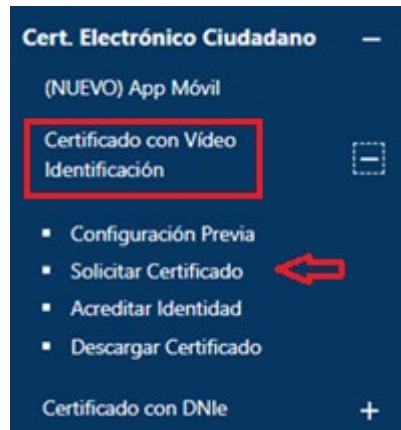 Cert. Electrónico Ciudadano
(NUEVO) App Móvil
Certificado con Vídeo
Identificación
Configuración Previa
Solicitar Certificado
Acreditar Identidad
Descargar Certificado
Certificado con DNIe